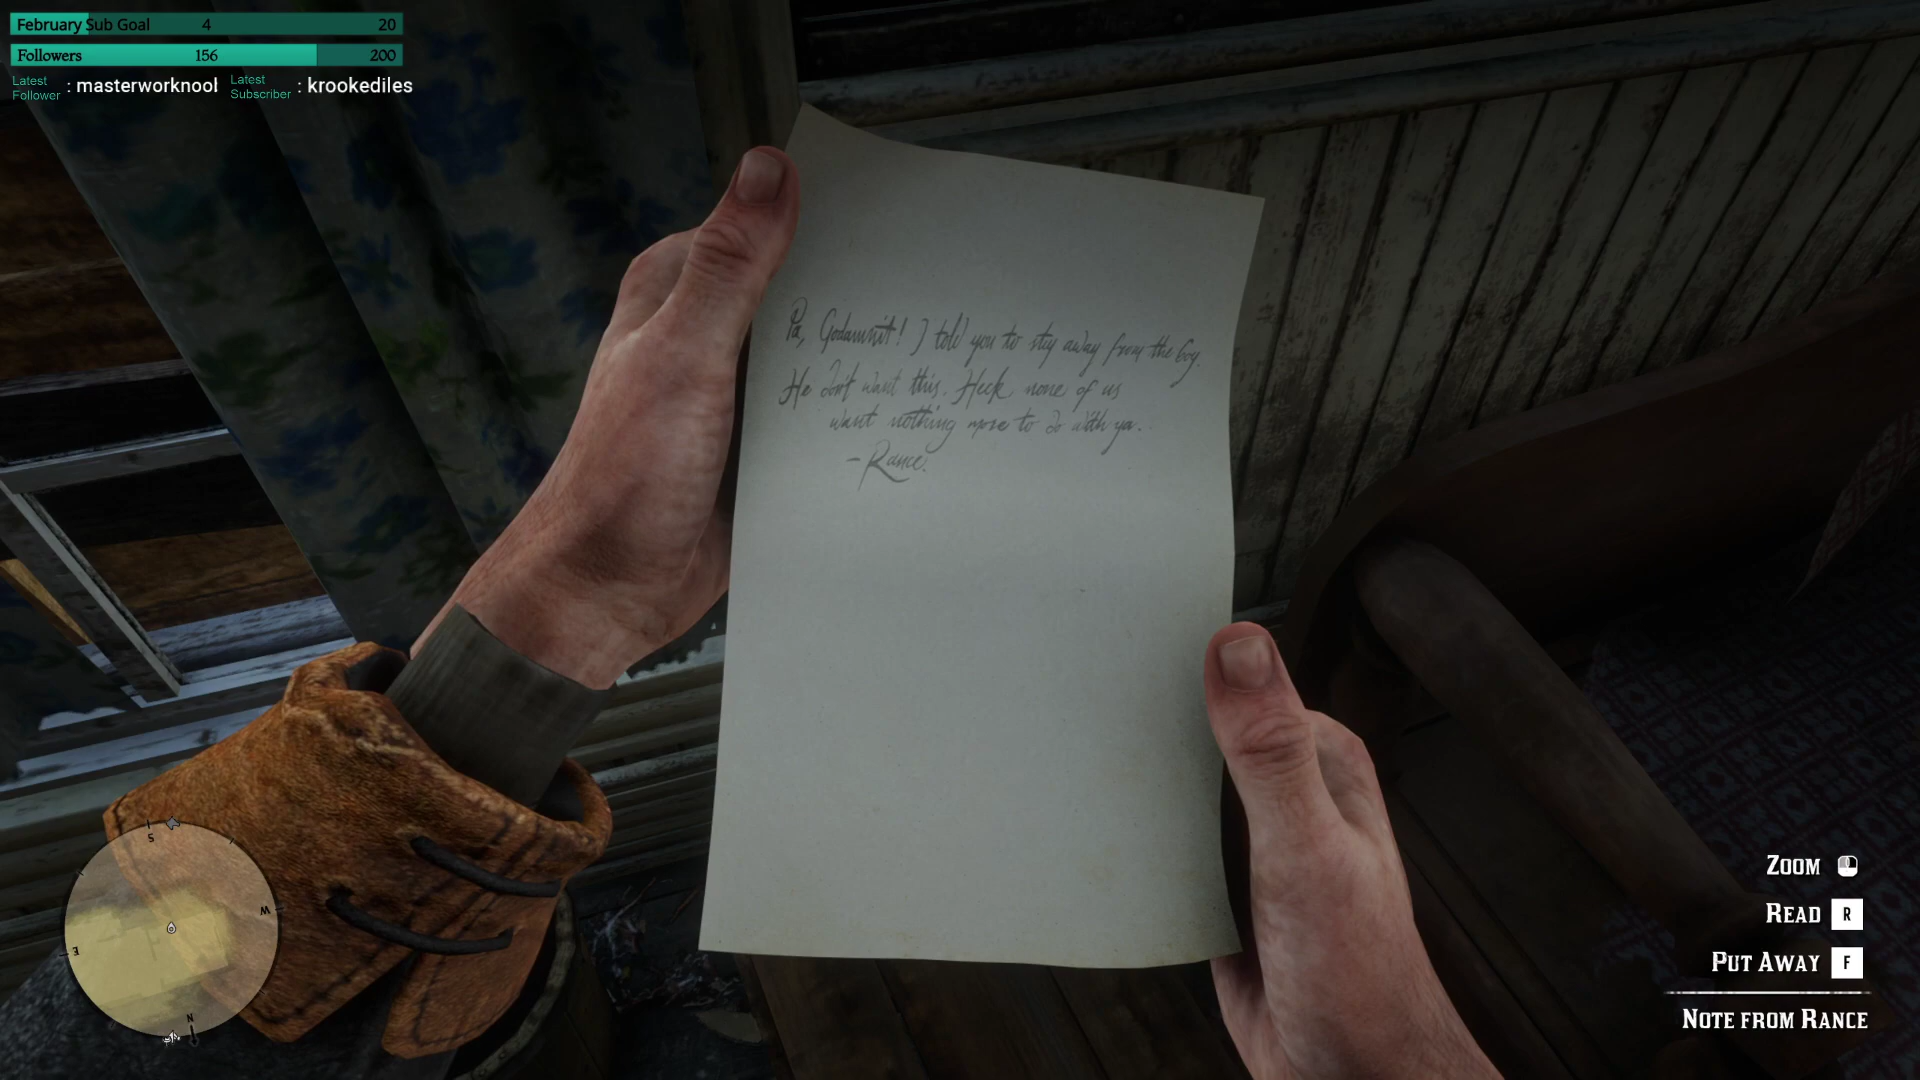 February Sub Goal 4 20
Followers 156 200
Latest Follower : masterworknool
Latest Subscriber : krookediles
Pa, Godamnit! I told you to stay away from the boy.
He don't want this. Heck none of us
want nothing more to do with ya.
- Rance.
S
W
E
N
ZOOM
READ R
PUT AWAY F
NOTE FROM RANCE